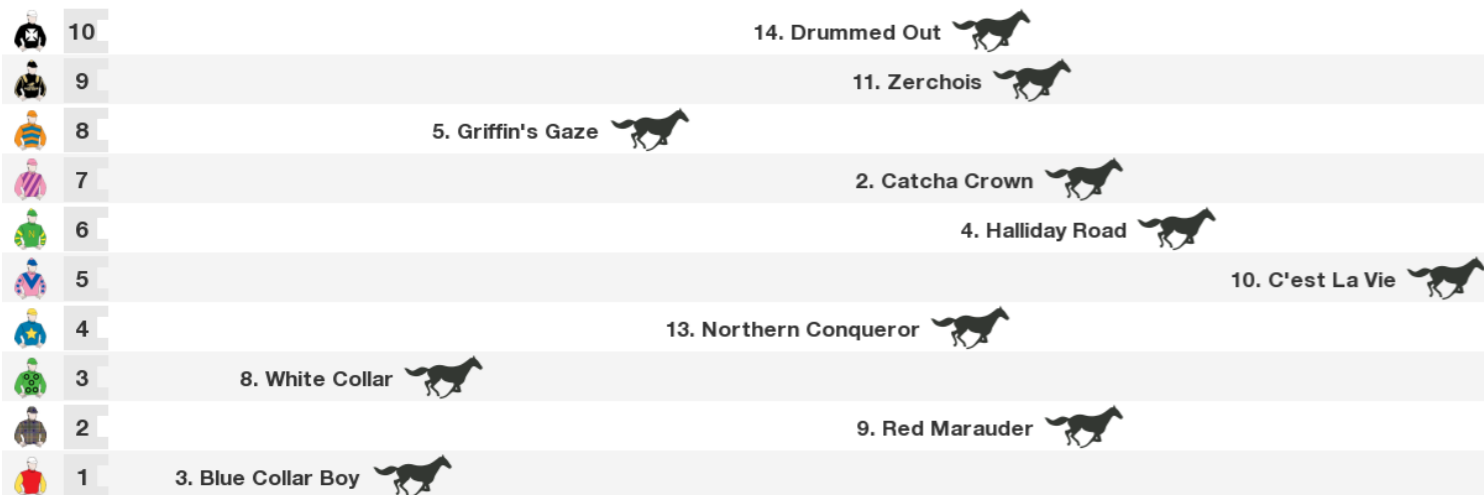 10 14. Drummed Out
9 11. Zerchois
8 5. Griffin's Gaze
7 2. Catcha Crown
N 6 4. Halliday Road
5 10. C'est La Vie
4 13. Northern Conqueror
3 8. White Collar
2 9. Red Marauder
1 3. Blue Collar Boy